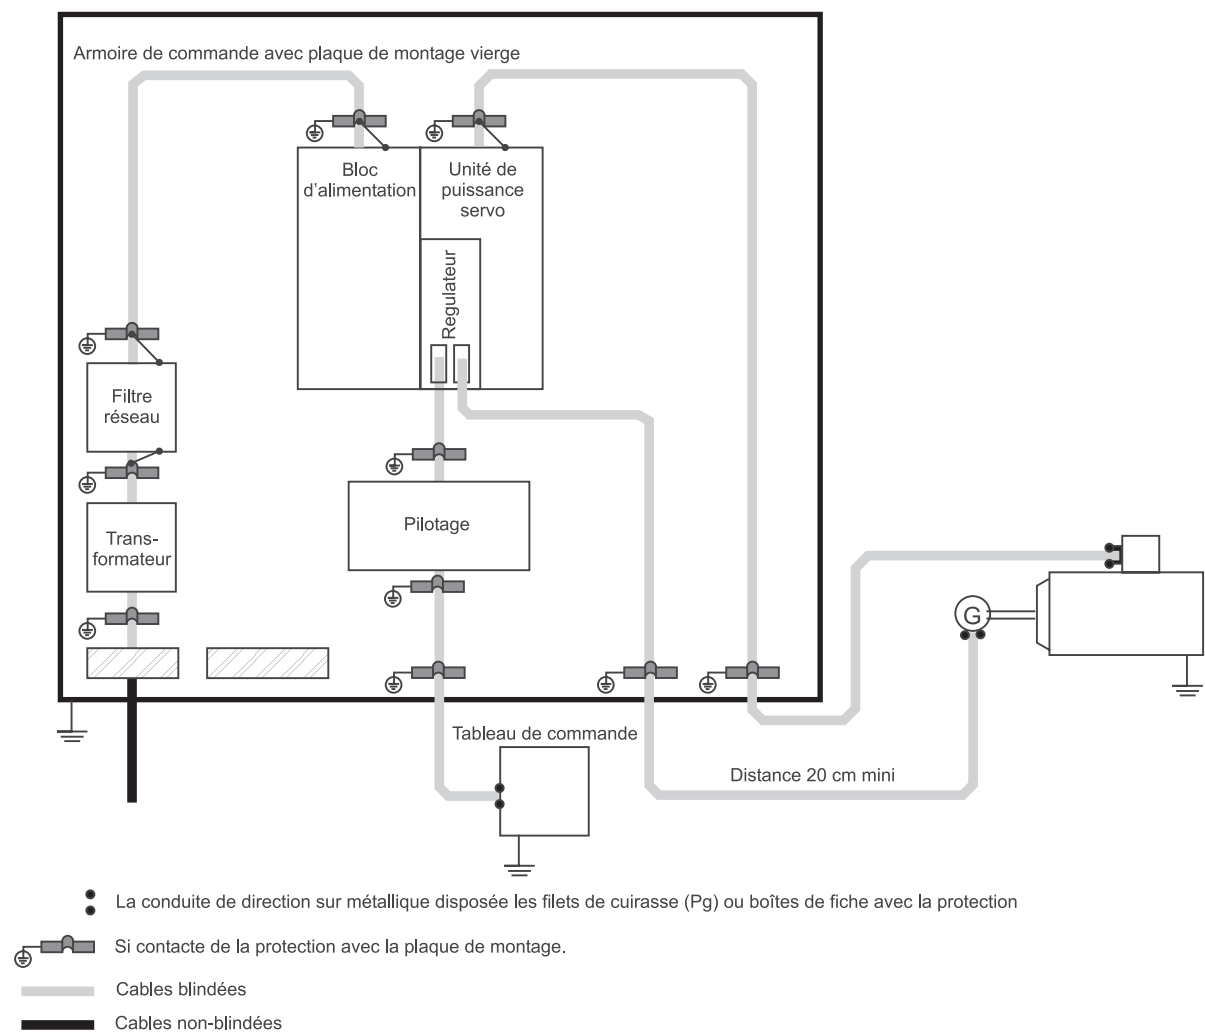 Armoire de commande avec plaque de montage vierge
Bloc
d'alimentation
Unité de
puissance
servo
Regulateur
Filtre
réseau
Trans-
formateur
Pilotage
G
Tableau de commande
Distance 20 cm mini
La conduite de direction sur métallique disposée les filets de cuirasse (Pg) ou boîtes de fiche avec la protection
Si contacte de la protection avec la plaque de montage.
Cables blindées
Cables non-blindées